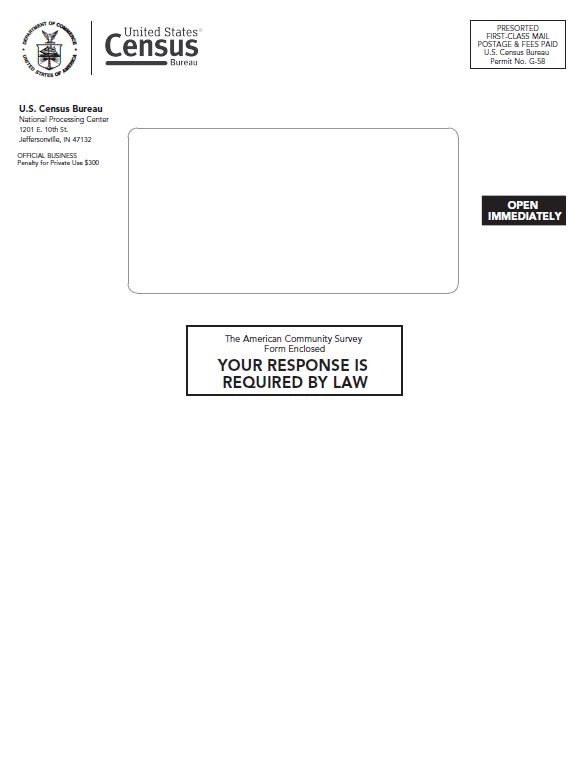 DEPARTMENT OF COMMERCE
UNITED STATES OF AMERICA
United States®
Census
Bureau
PRESORTED
FIRST-CLASS MAIL
POSTAGE & FEES PAID
U.S. Census Bureau
Permit No. G-58
U.S. Census Bureau
National Processing Center
1201 E. 10th St.
Jeffersonville, IN 47132
OFFICIAL BUSINESS
Penalty for Private Use $300
OPEN
IMMEDIATELY
The American Community Survey
Form Enclosed
YOUR RESPONSE IS
REQUIRED BY LAW